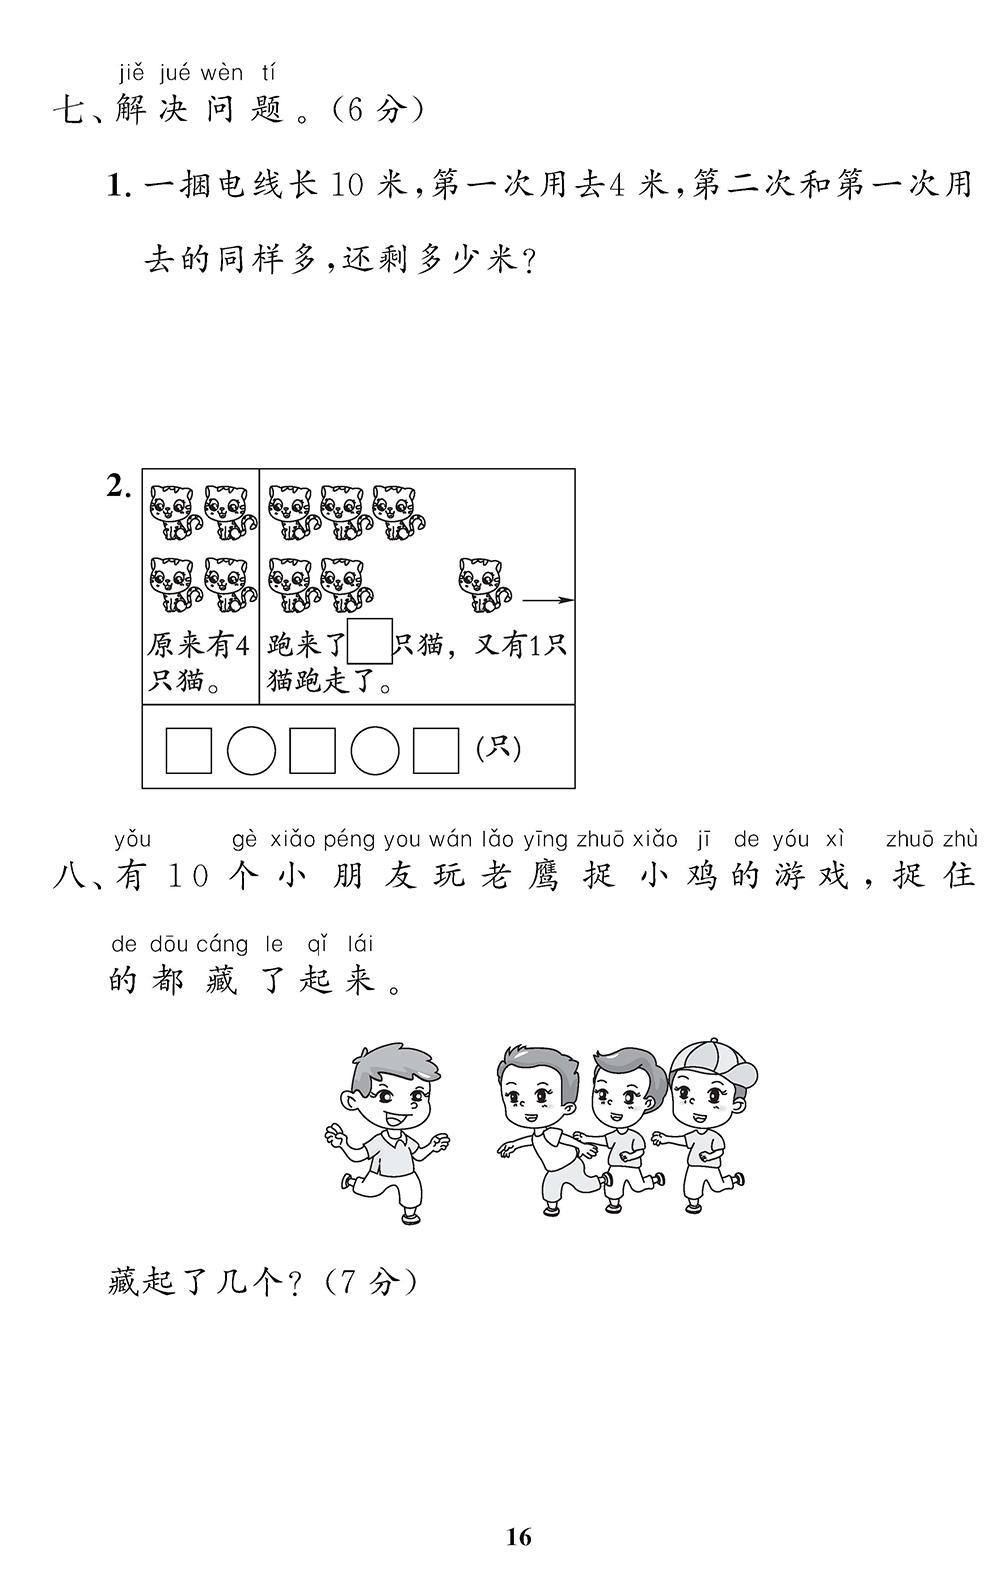 jiě jué wèn tí
七、解决问题。(6分)
1. 一捆电线长10米,第一次用去4米,第二次和第一次用
去的同样多,还剩多少米?
2.
原来有4
只猫。
跑来了 只猫，又有1只
猫跑走了。
(只)
yǒu gè xiǎo péng you wán lǎo yīng zhuō xiǎo jī de yóu xì zhuō zhù
八、有10个小朋友玩老鹰捉小鸡的游戏,捉住
de dōu cáng le qǐ lái
的都藏了起来。
藏起了几个?(7分)
16